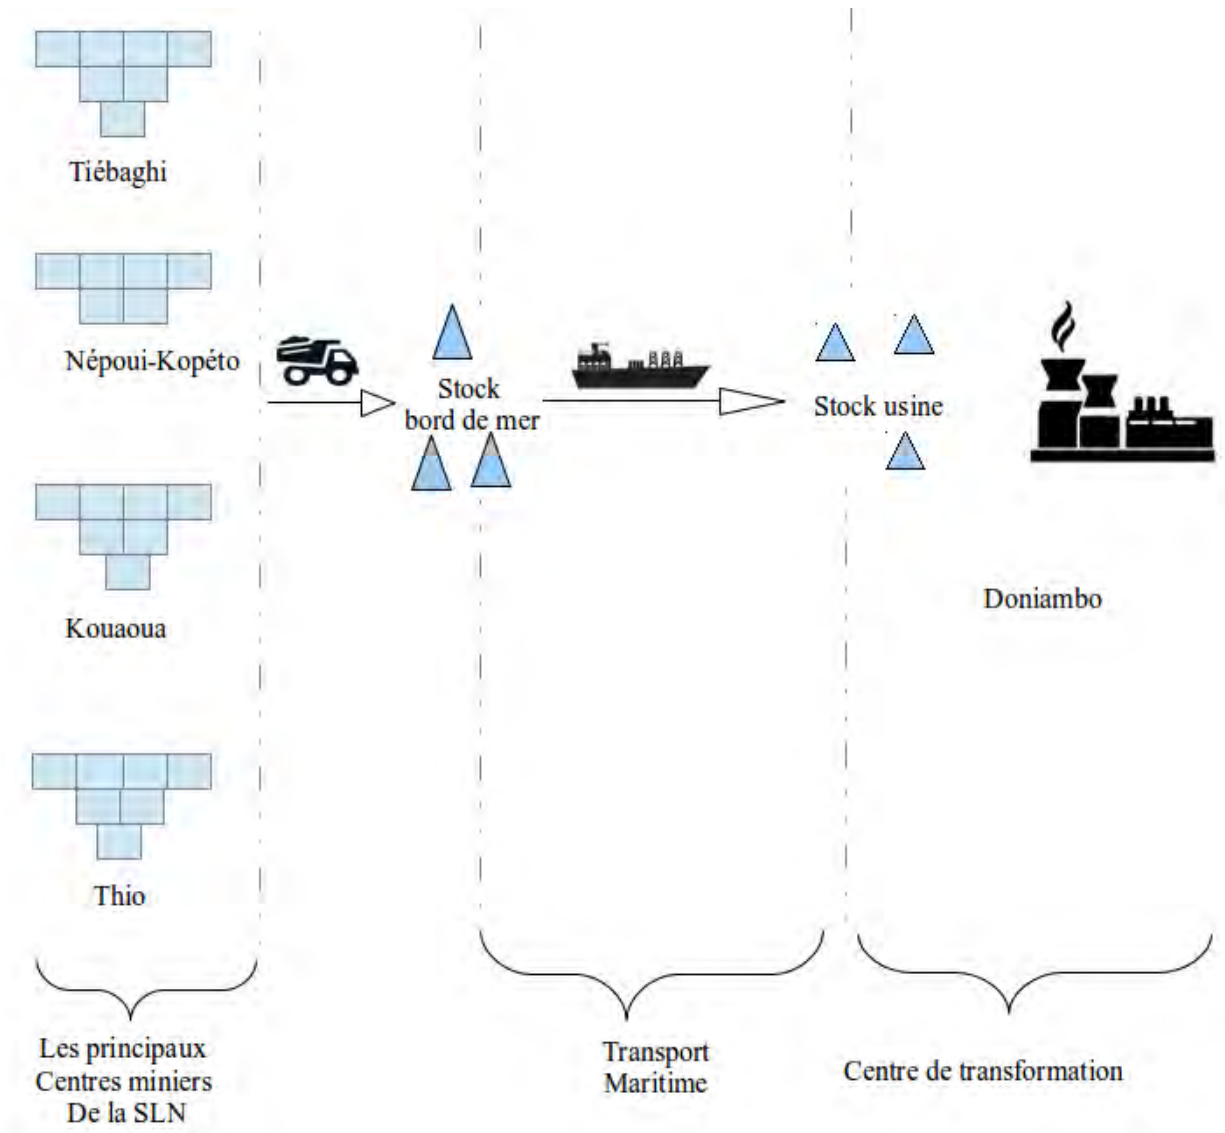 Tiébaghi
Népoui-Kopéto
Stock
bord de mer
Stock usine
Kouaoua
Doniambo
Thio
Les principaux
Centres miniers
De la SLN
Transport
Maritime
Centre de transformation